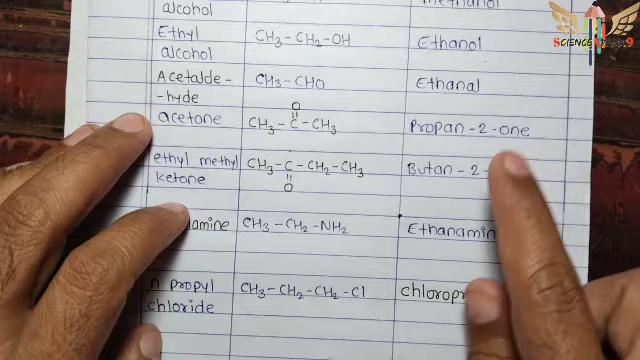 alcohol
Ethyl CH3 - CH2 - OH Ethanol
alcohol
Acetalde- CH3 - CHO Ethanal
-hyde
O
acetone CH3 - C - CH3 Propan - 2 - one
ethyl methyl CH3 - C - CH2 - CH3 Butan - 2 -
ketone O
amine CH3 - CH2 - NH2 Ethanamin
n propyl CH3 - CH2 - CH2 - Cl chloropr
chloride